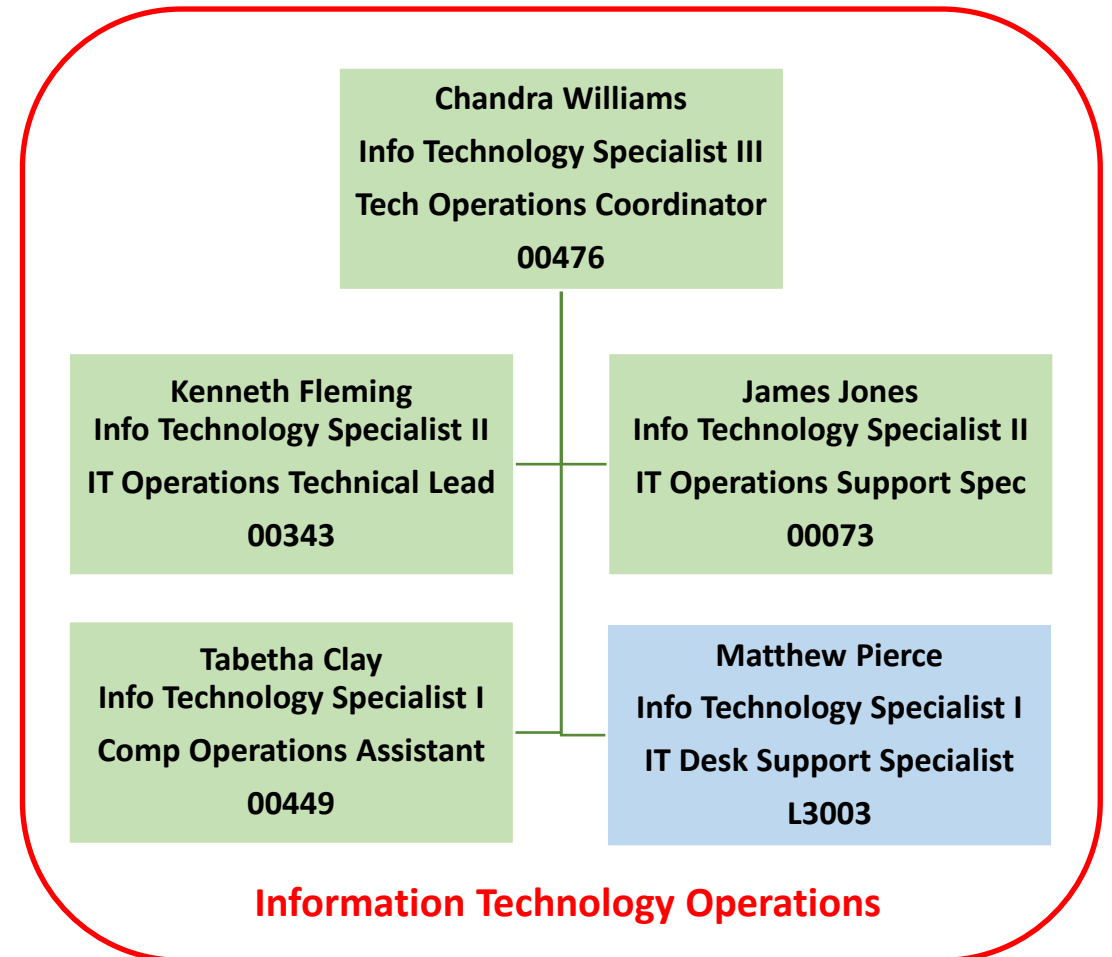 Chandra Williams
Info Technology Specialist III
Tech Operations Coordinator
00476
Kenneth Fleming
Info Technology Specialist II
IT Operations Technical Lead
00343
James Jones
Info Technology Specialist II
IT Operations Support Spec
00073
Tabetha Clay
Info Technology Specialist I
Comp Operations Assistant
00449
Matthew Pierce
Info Technology Specialist I
IT Desk Support Specialist
L3003
Information Technology Operations